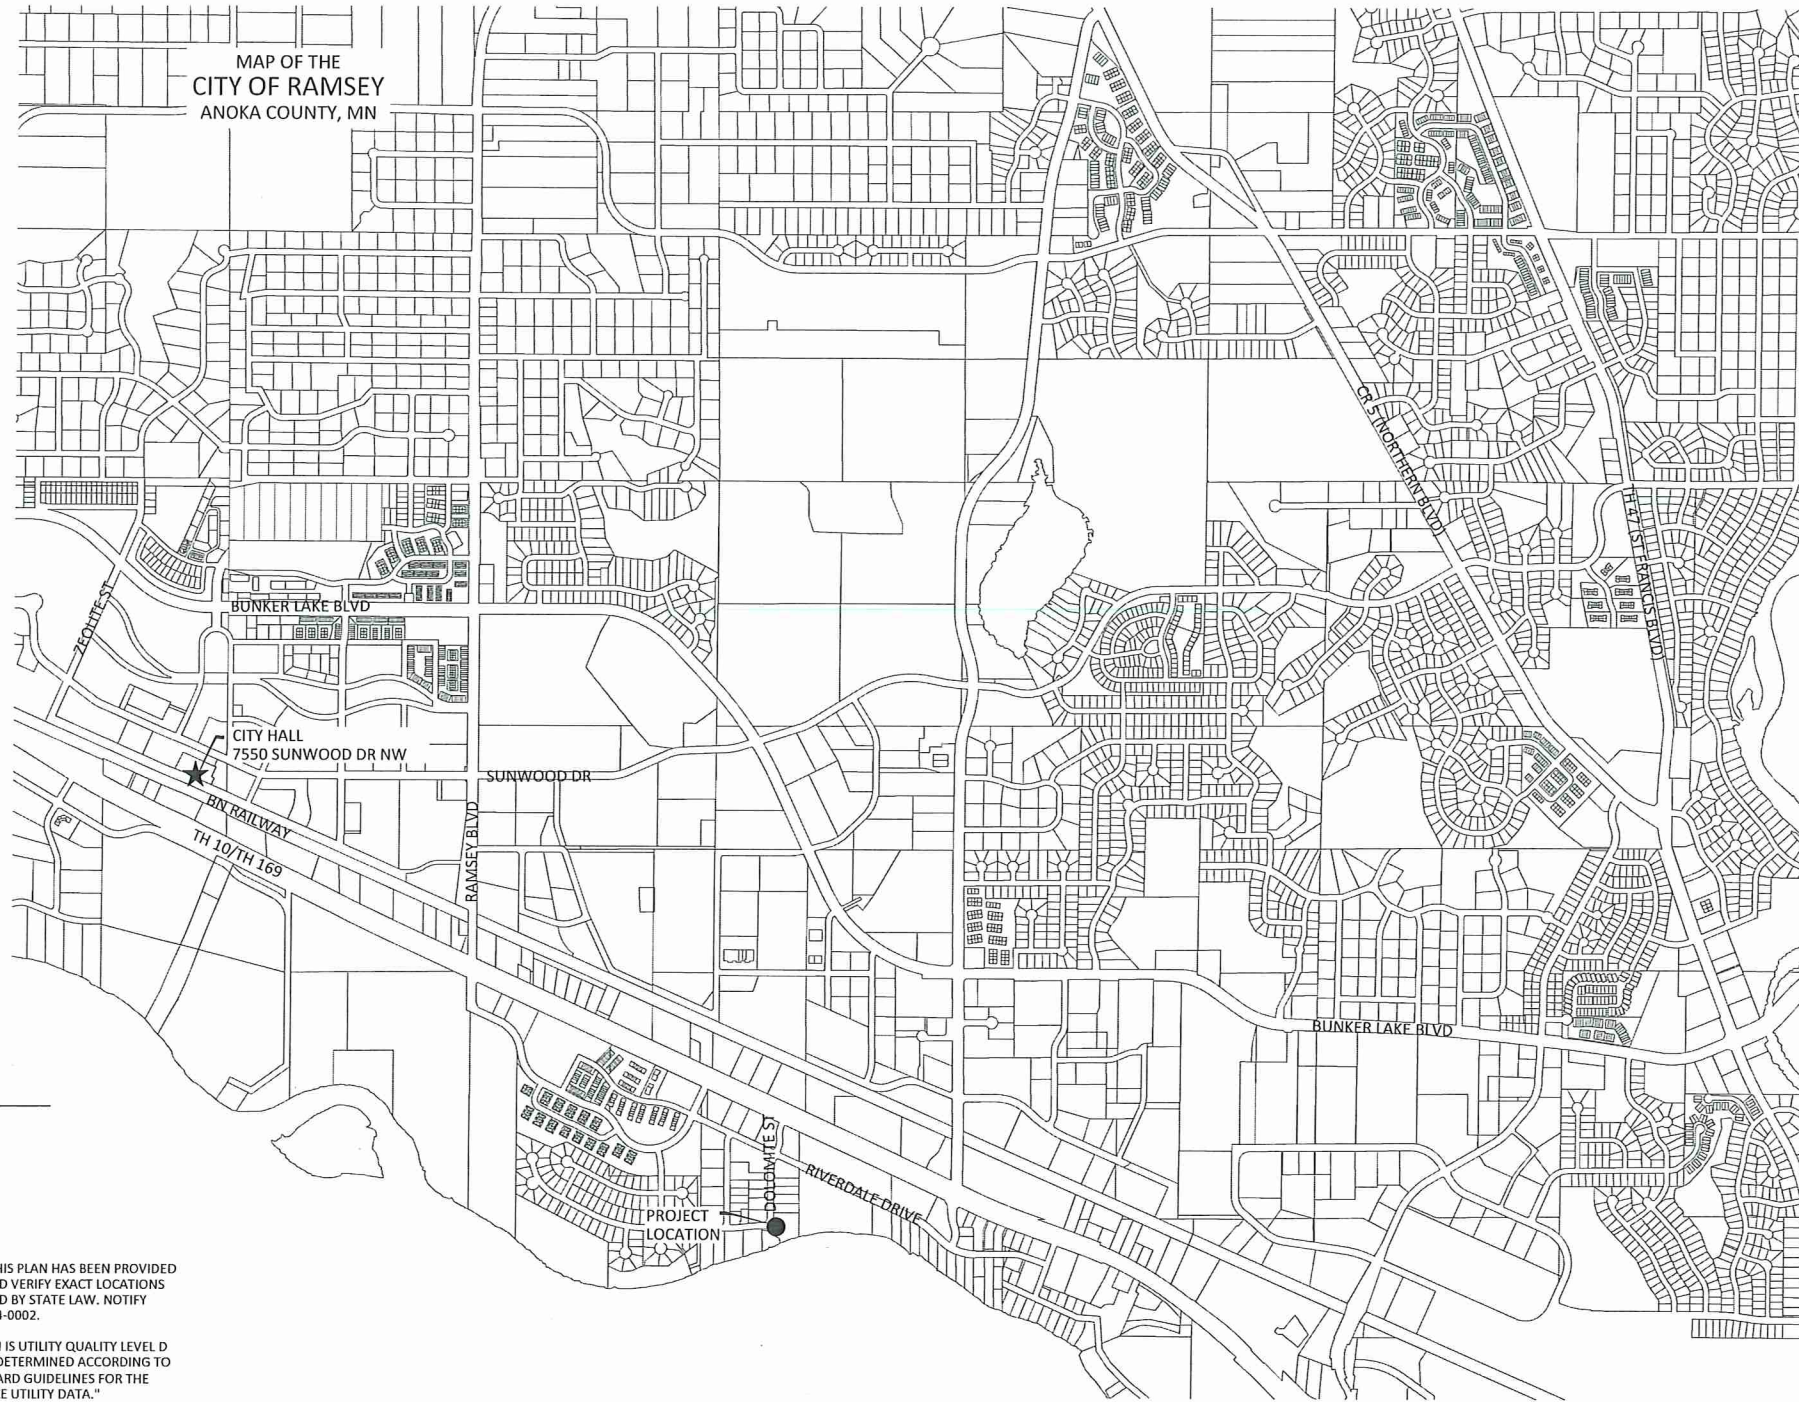 MAP OF THE
CITY OF RAMSEY
ANOKA COUNTY, MN
CR 5 (NORTHERN BLVD)
TH 47 (ST FRANCIS BLVD)
ZEOLITE ST
BUNKER LAKE BLVD
CITY HALL
7550 SUNWOOD DR NW
SUNWOOD DR
BN RAILWAY
TH 10/TH 169
RAMSEY BLVD
BUNKER LAKE BLVD
DOLOMITE ST
RIVERDALE DRIVE
PROJECT
LOCATION
HIS PLAN HAS BEEN PROVIDED
D VERIFY EXACT LOCATIONS
D BY STATE LAW. NOTIFY
-0002.
IS UTILITY QUALITY LEVEL D
DETERMINED ACCORDING TO
ARD GUIDELINES FOR THE
E UTILITY DATA."